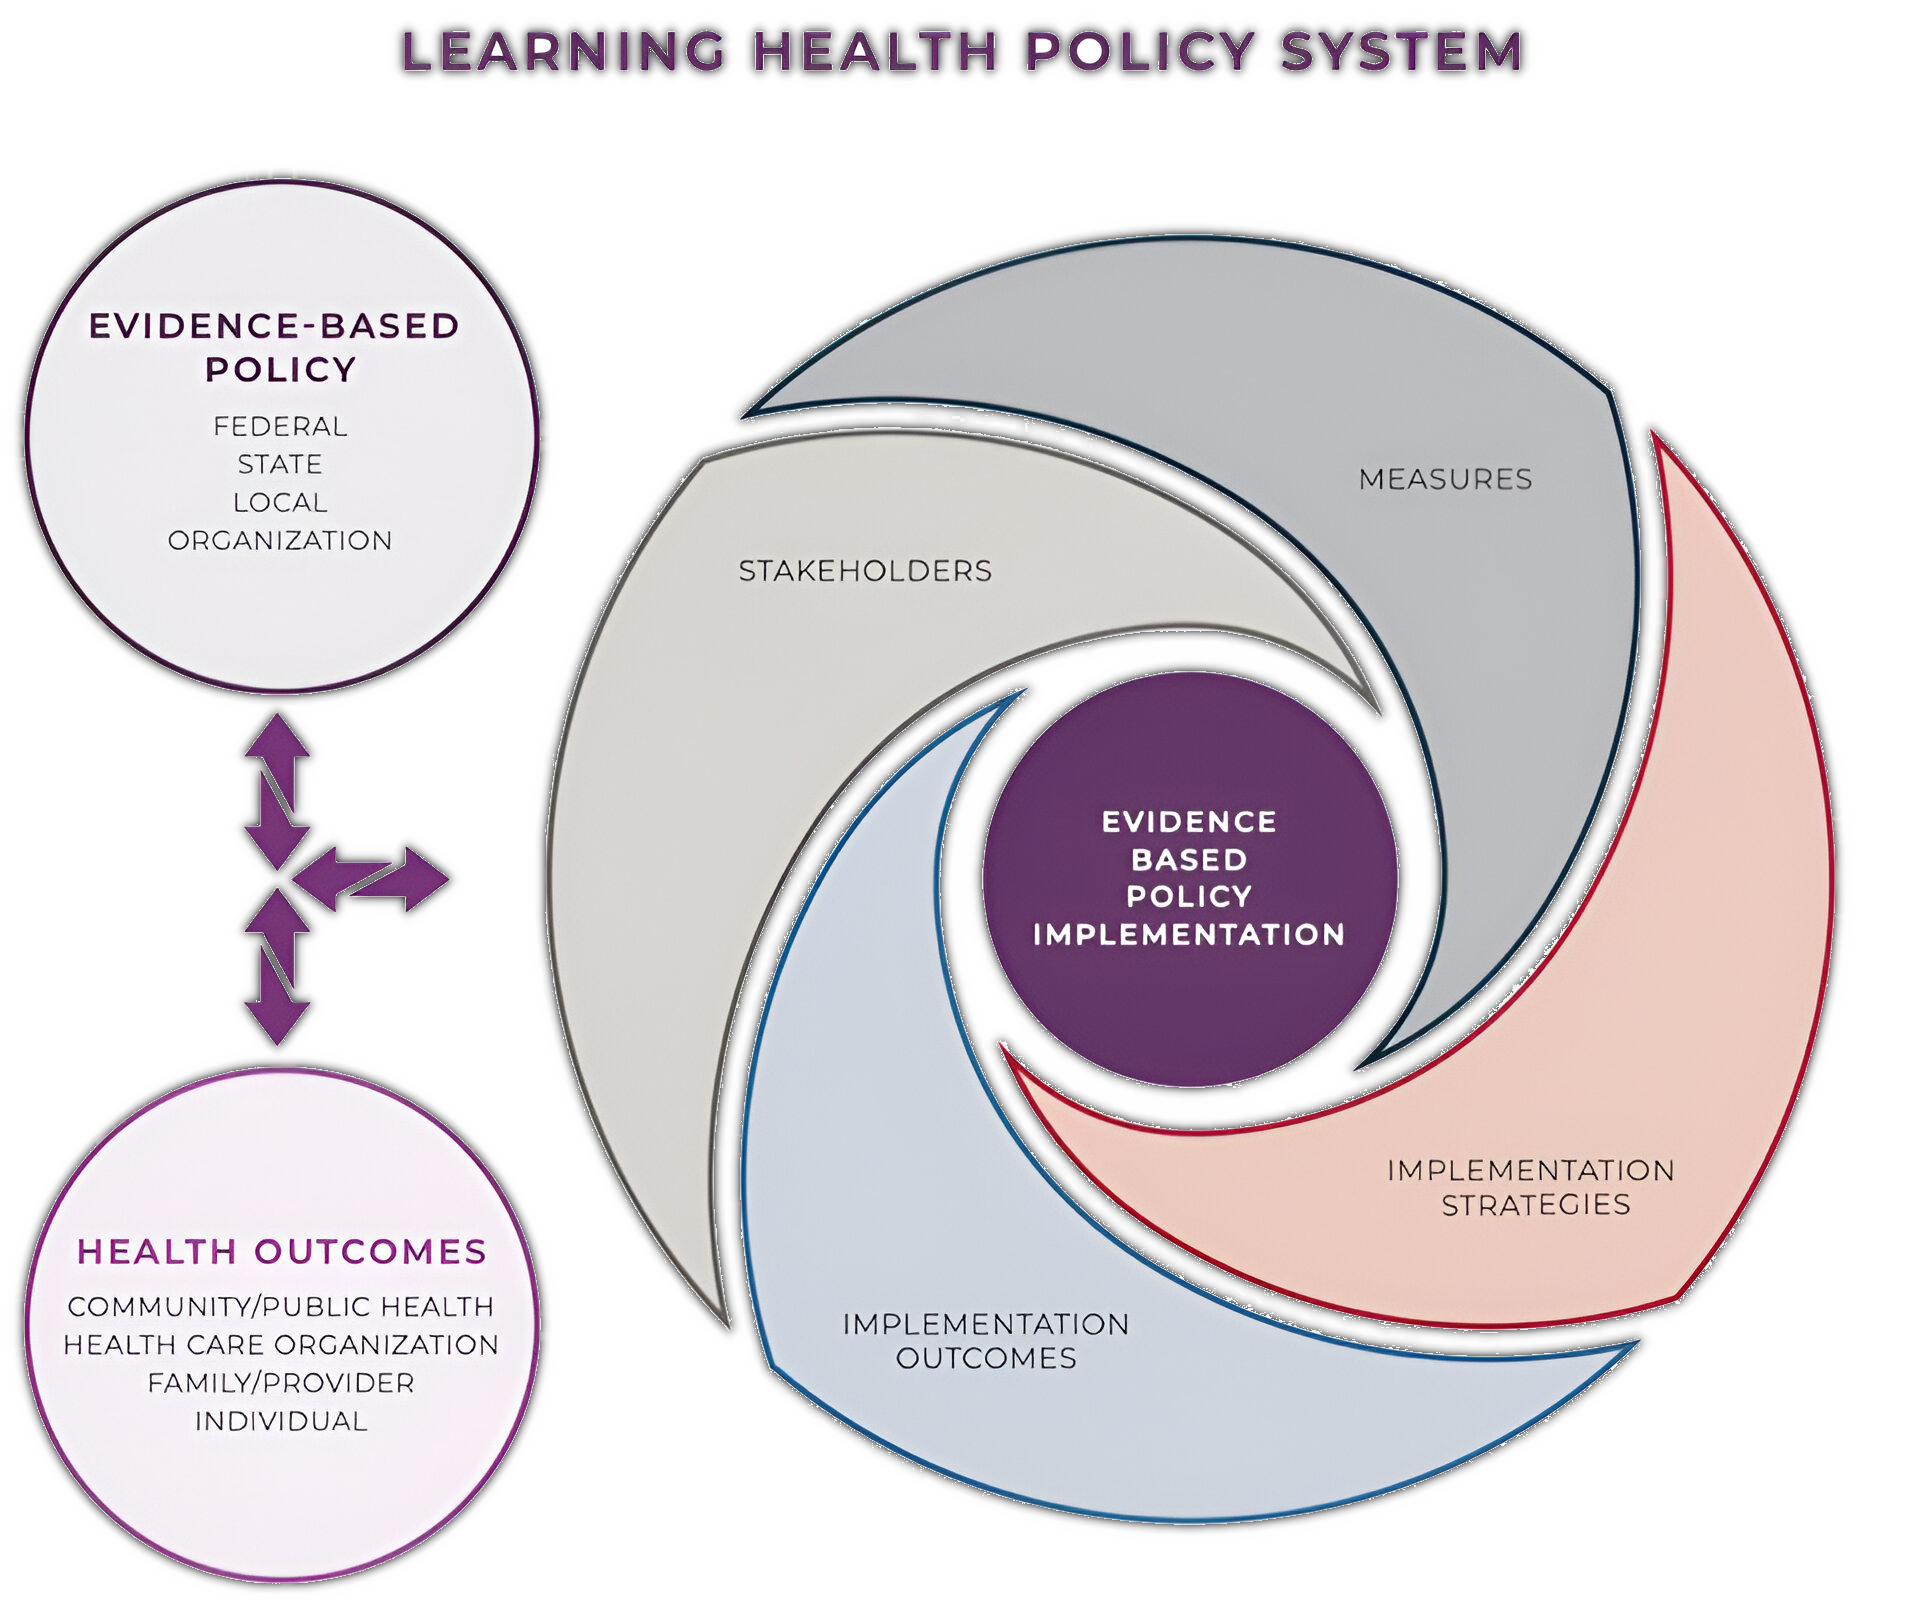 LEARNING HEALTH POLICY SYSTEM
EVIDENCE-BASED
POLICY
FEDERAL
STATE
LOCAL
ORGANIZATION
HEALTH OUTCOMES
COMMUNITY/PUBLIC HEALTH
HEALTH CARE ORGANIZATION
FAMILY/PROVIDER
INDIVIDUAL
STAKEHOLDERS
MEASURES
EVIDENCE
BASED
POLICY
IMPLEMENTATION
IMPLEMENTATION
STRATEGIES
IMPLEMENTATION
OUTCOMES